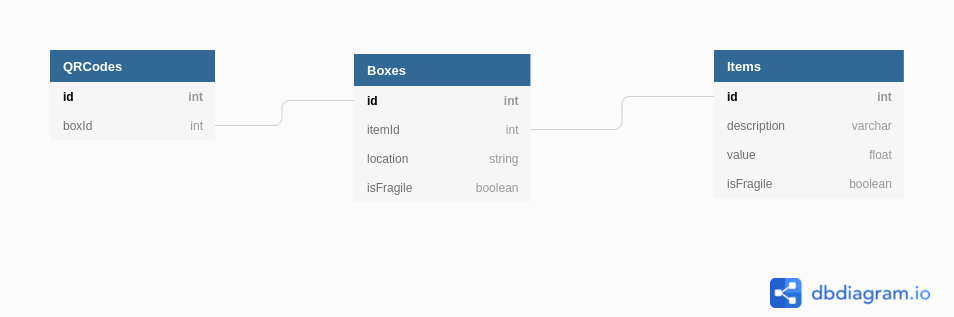 QRCodes
id int
boxId int
Boxes
id int
itemId int
location string
isFragile boolean
Items
id int
description varchar
value float
isFragile boolean
dbdiagram.io